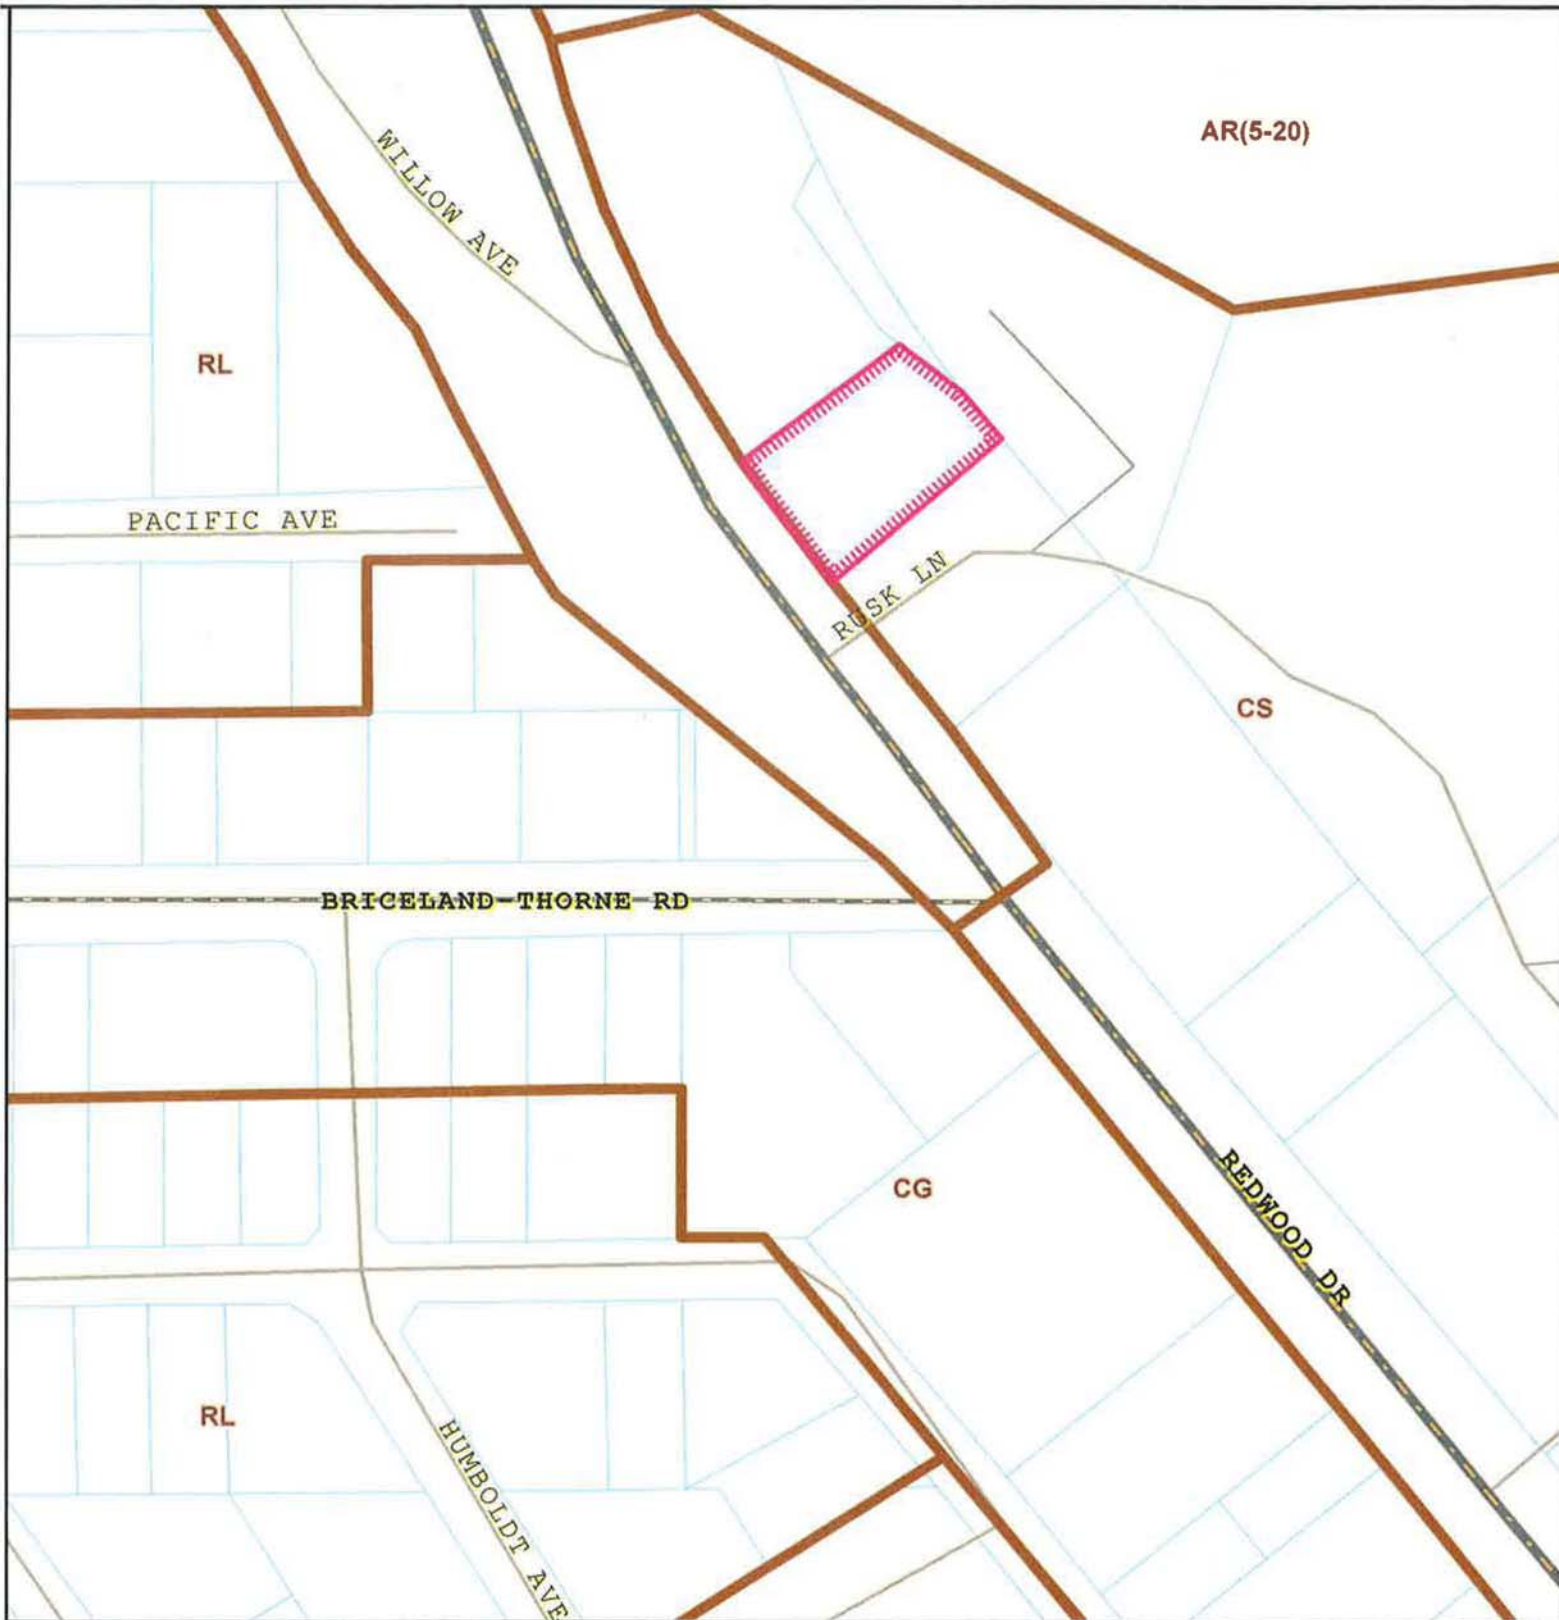 AR(5-20)
WILLOW AVE
RL
PACIFIC AVE
RUSK LN
CS
BRICELAND-THORNE RD
CG
REDWOOD DR
RL
HUMBOLDT AVE